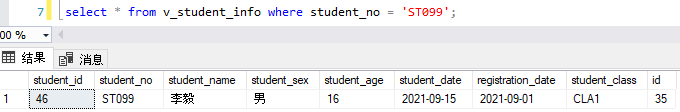 7 select * from v_student_info where student_no = 'ST099';
00 %
结果 消息
student_id student_no student_name student_sex student_age student_date registration_date student_class id
1 46 ST099 李毅 男 16 2021-09-15 2021-09-01 CLA1 35